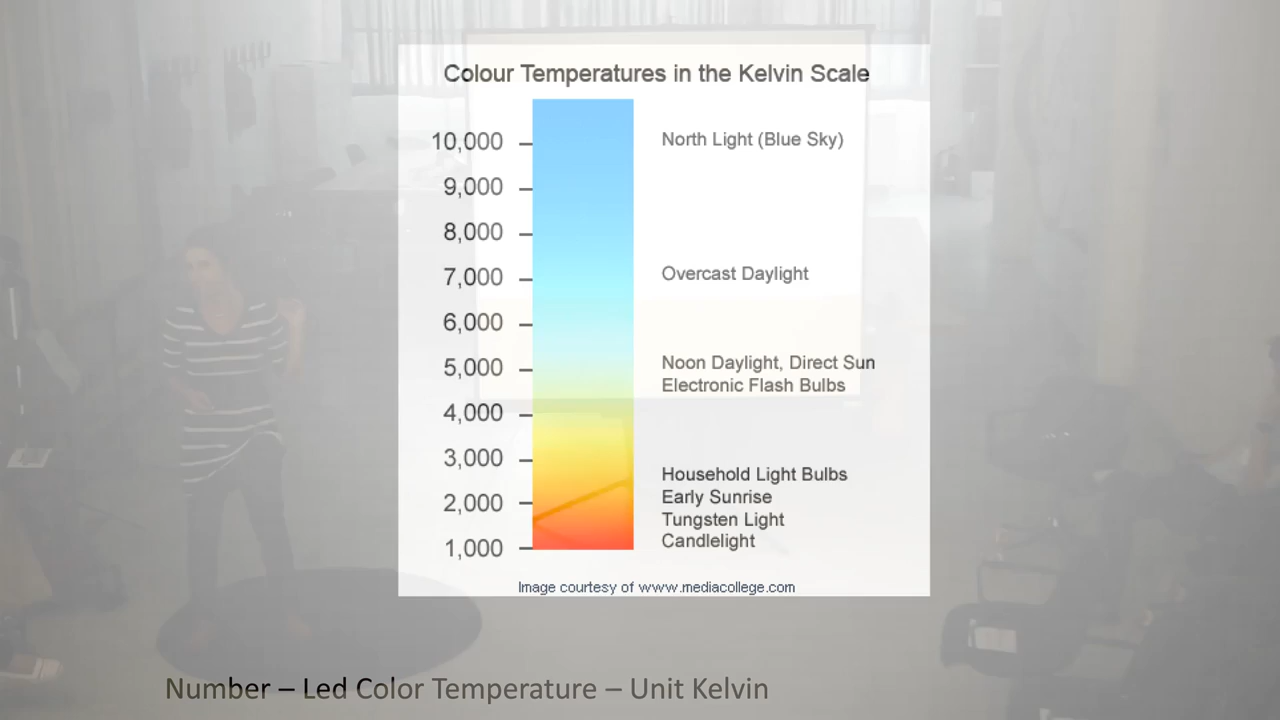 Colour Temperatures in the Kelvin Scale
10,000
North Light (Blue Sky)
9,000
8,000
7,000
Overcast Daylight
6,000
5,000
Noon Daylight, Direct Sun
Electronic Flash Bulbs
4,000
3,000
Household Light Bulbs
Early Sunrise
2,000
Tungsten Light
Candlelight
1,000
Image courtesy of www.mediacollege.com
Number – Led Color Temperature – Unit Kelvin